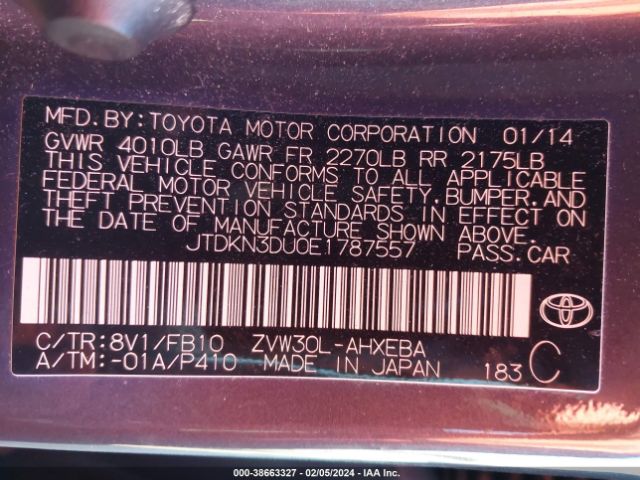 MFD. BY: TOYOTA MOTOR CORPORATION 01/14
GVWR 4010LB GAWR FR 2270LB RR 2175LB
THIS VEHICLE CONFORMS TO ALL APPLICABLE
FEDERAL MOTOR VEHICLE SAFETY,BUMPER,AND
THEFT PREVENTION STANDARDS IN EFFECT ON
THE DATE OF MANUFACTURE SHOWN ABOVE.
JTDKN3DU0E1787557 PASS.CAR
C/TR:8V1/FB10 ZVW30L-AHXEBA
A/TM:-01A/P410 MADE IN JAPAN 183 C
000-38663327 - 02/05/2024 - IAA Inc.